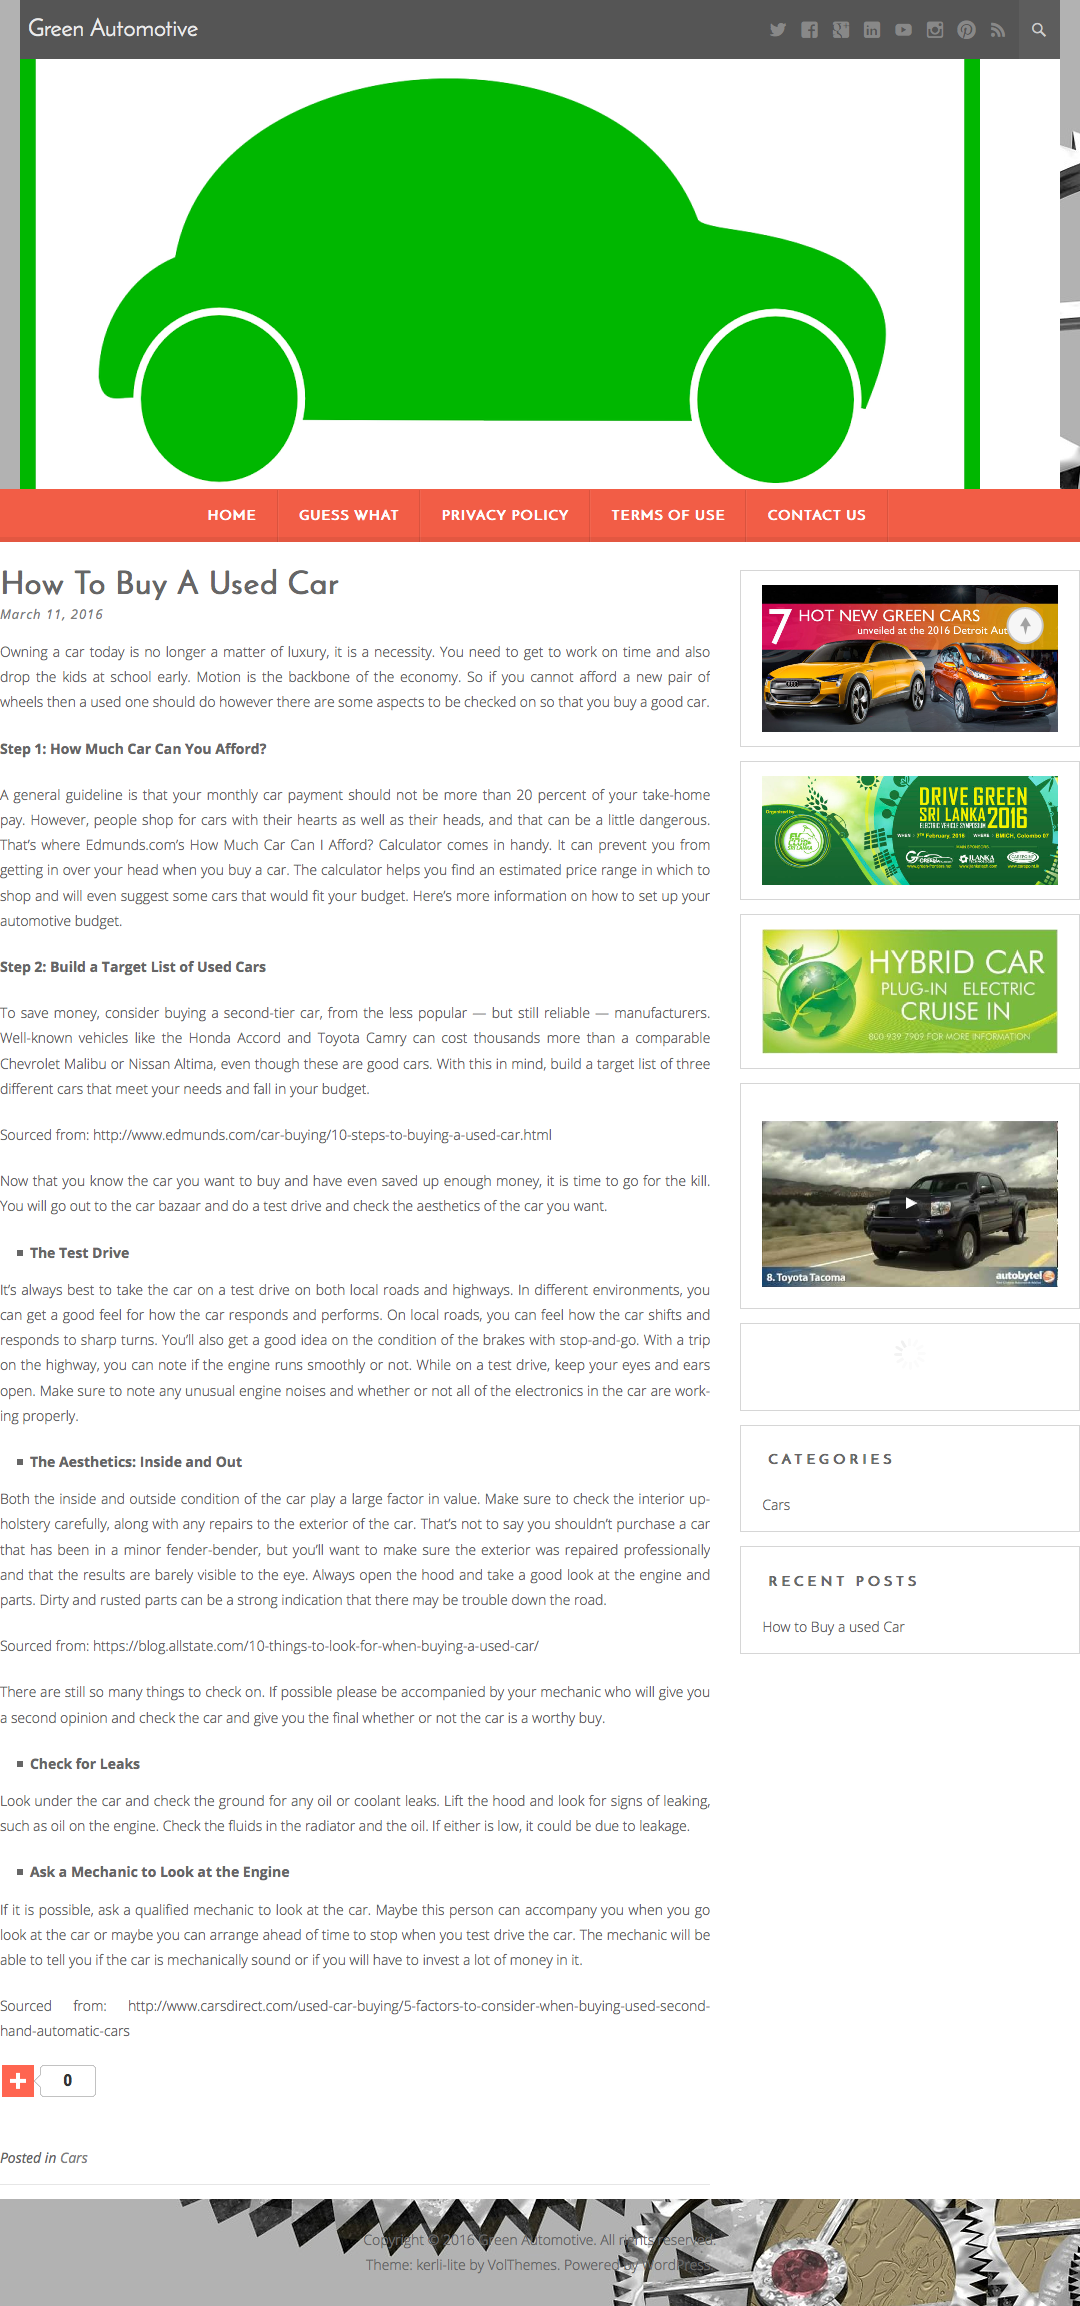 Green Automotive
HOME GUESS WHAT PRIVACY POLICY TERMS OF USE CONTACT US
How To Buy A Used Car
March 11, 2016
Owning a car today is no longer a matter of luxury, it is a necessity. You need to get to work on time and also
drop the kids at school early. Motion is the backbone of the economy. So if you cannot afford a new pair of
wheels then a used one should do however there are some aspects to be checked on so that you buy a good car.
Step 1: How Much Car Can You Afford?
A general guideline is that your monthly car payment should not be more than 20 percent of your take-home
pay. However, people shop for cars with their hearts as well as their heads, and that can be a little dangerous.
That's where Edmunds.com's How Much Car Can I Afford? Calculator comes in handy. It can prevent you from
getting in over your head when you buy a car. The calculator helps you find an estimated price range in which to
shop and will even suggest some cars that would fit your budget. Here's more information on how to set up your
automotive budget.
Step 2: Build a Target List of Used Cars
To save money, consider buying a second-tier car, from the less popular — but still reliable — manufacturers.
Well-known vehicles like the Honda Accord and Toyota Camry can cost thousands more than a comparable
Chevrolet Malibu or Nissan Altima, even though these are good cars. With this in mind, build a target list of three
different cars that meet your needs and fall in your budget.
Sourced from: http://www.edmunds.com/car-buying/10-steps-to-buying-a-used-car.html
Now that you know the car you want to buy and have even saved up enough money, it is time to go for the kill.
You will go out to the car bazaar and do a test drive and check the aesthetics of the car you want.
The Test Drive
It's always best to take the car on a test drive on both local roads and highways. In different environments, you
can get a good feel for how the car responds and performs. On local roads, you can feel how the car shifts and
responds to sharp turns. You'll also get a good idea on the condition of the brakes with stop-and-go. With a trip
on the highway, you can note if the engine runs smoothly or not. While on a test drive, keep your eyes and ears
open. Make sure to note any unusual engine noises and whether or not all of the electronics in the car are work-
ing properly.
The Aesthetics: Inside and Out
Both the inside and outside condition of the car play a large factor in value. Make sure to check the interior up-
holstery carefully, along with any repairs to the exterior of the car. That's not to say you shouldn't purchase a car
that has been in a minor fender-bender, but you'll want to make sure the exterior was repaired professionally
and that the results are barely visible to the eye. Always open the hood and take a good look at the engine and
parts. Dirty and rusted parts can be a strong indication that there may be trouble down the road.
Sourced from: https://blog.allstate.com/10-things-to-look-for-when-buying-a-used-car/
There are still so many things to check on. If possible please be accompanied by your mechanic who will give you
a second opinion and check the car and give you the final whether or not the car is a worthy buy.
Check for Leaks
Look under the car and check the ground for any oil or coolant leaks. Lift the hood and look for signs of leaking,
such as oil on the engine. Check the fluids in the radiator and the oil. If either is low, it could be due to leakage.
Ask a Mechanic to Look at the Engine
If it is possible, ask a qualified mechanic to look at the car. Maybe this person can accompany you when you go
look at the car or maybe you can arrange ahead of time to stop when you test drive the car. The mechanic will be
able to tell you if the car is mechanically sound or if you will have to invest a lot of money in it.
Sourced from: http://www.carsdirect.com/used-car-buying/5-factors-to-consider-when-buying-used-second-
hand-automatic-cars
0
Posted in Cars
7 HOT NEW GREEN CARS
unveiled at the 2016 Detroit Aut
Organised by
DRIVE GREEN
SRI LANKA 2016
ELECTRIC VEHICLE SYMPOSIUM
WHEN : 7th February, 2016 WHERE : BMICH, Colombo 07
HYBRID CAR
PLUG-IN ELECTRIC
CRUISE IN
800-939-7909 FOR MORE INFORMATION
8. Toyota Tacoma
autobytel
CATEGORIES
Cars
RECENT POSTS
How to Buy a used Car
Copyright © 2016 Green Automotive. All rights reserved.
Theme: kerli-lite by VolThemes. Powered by WordPress.